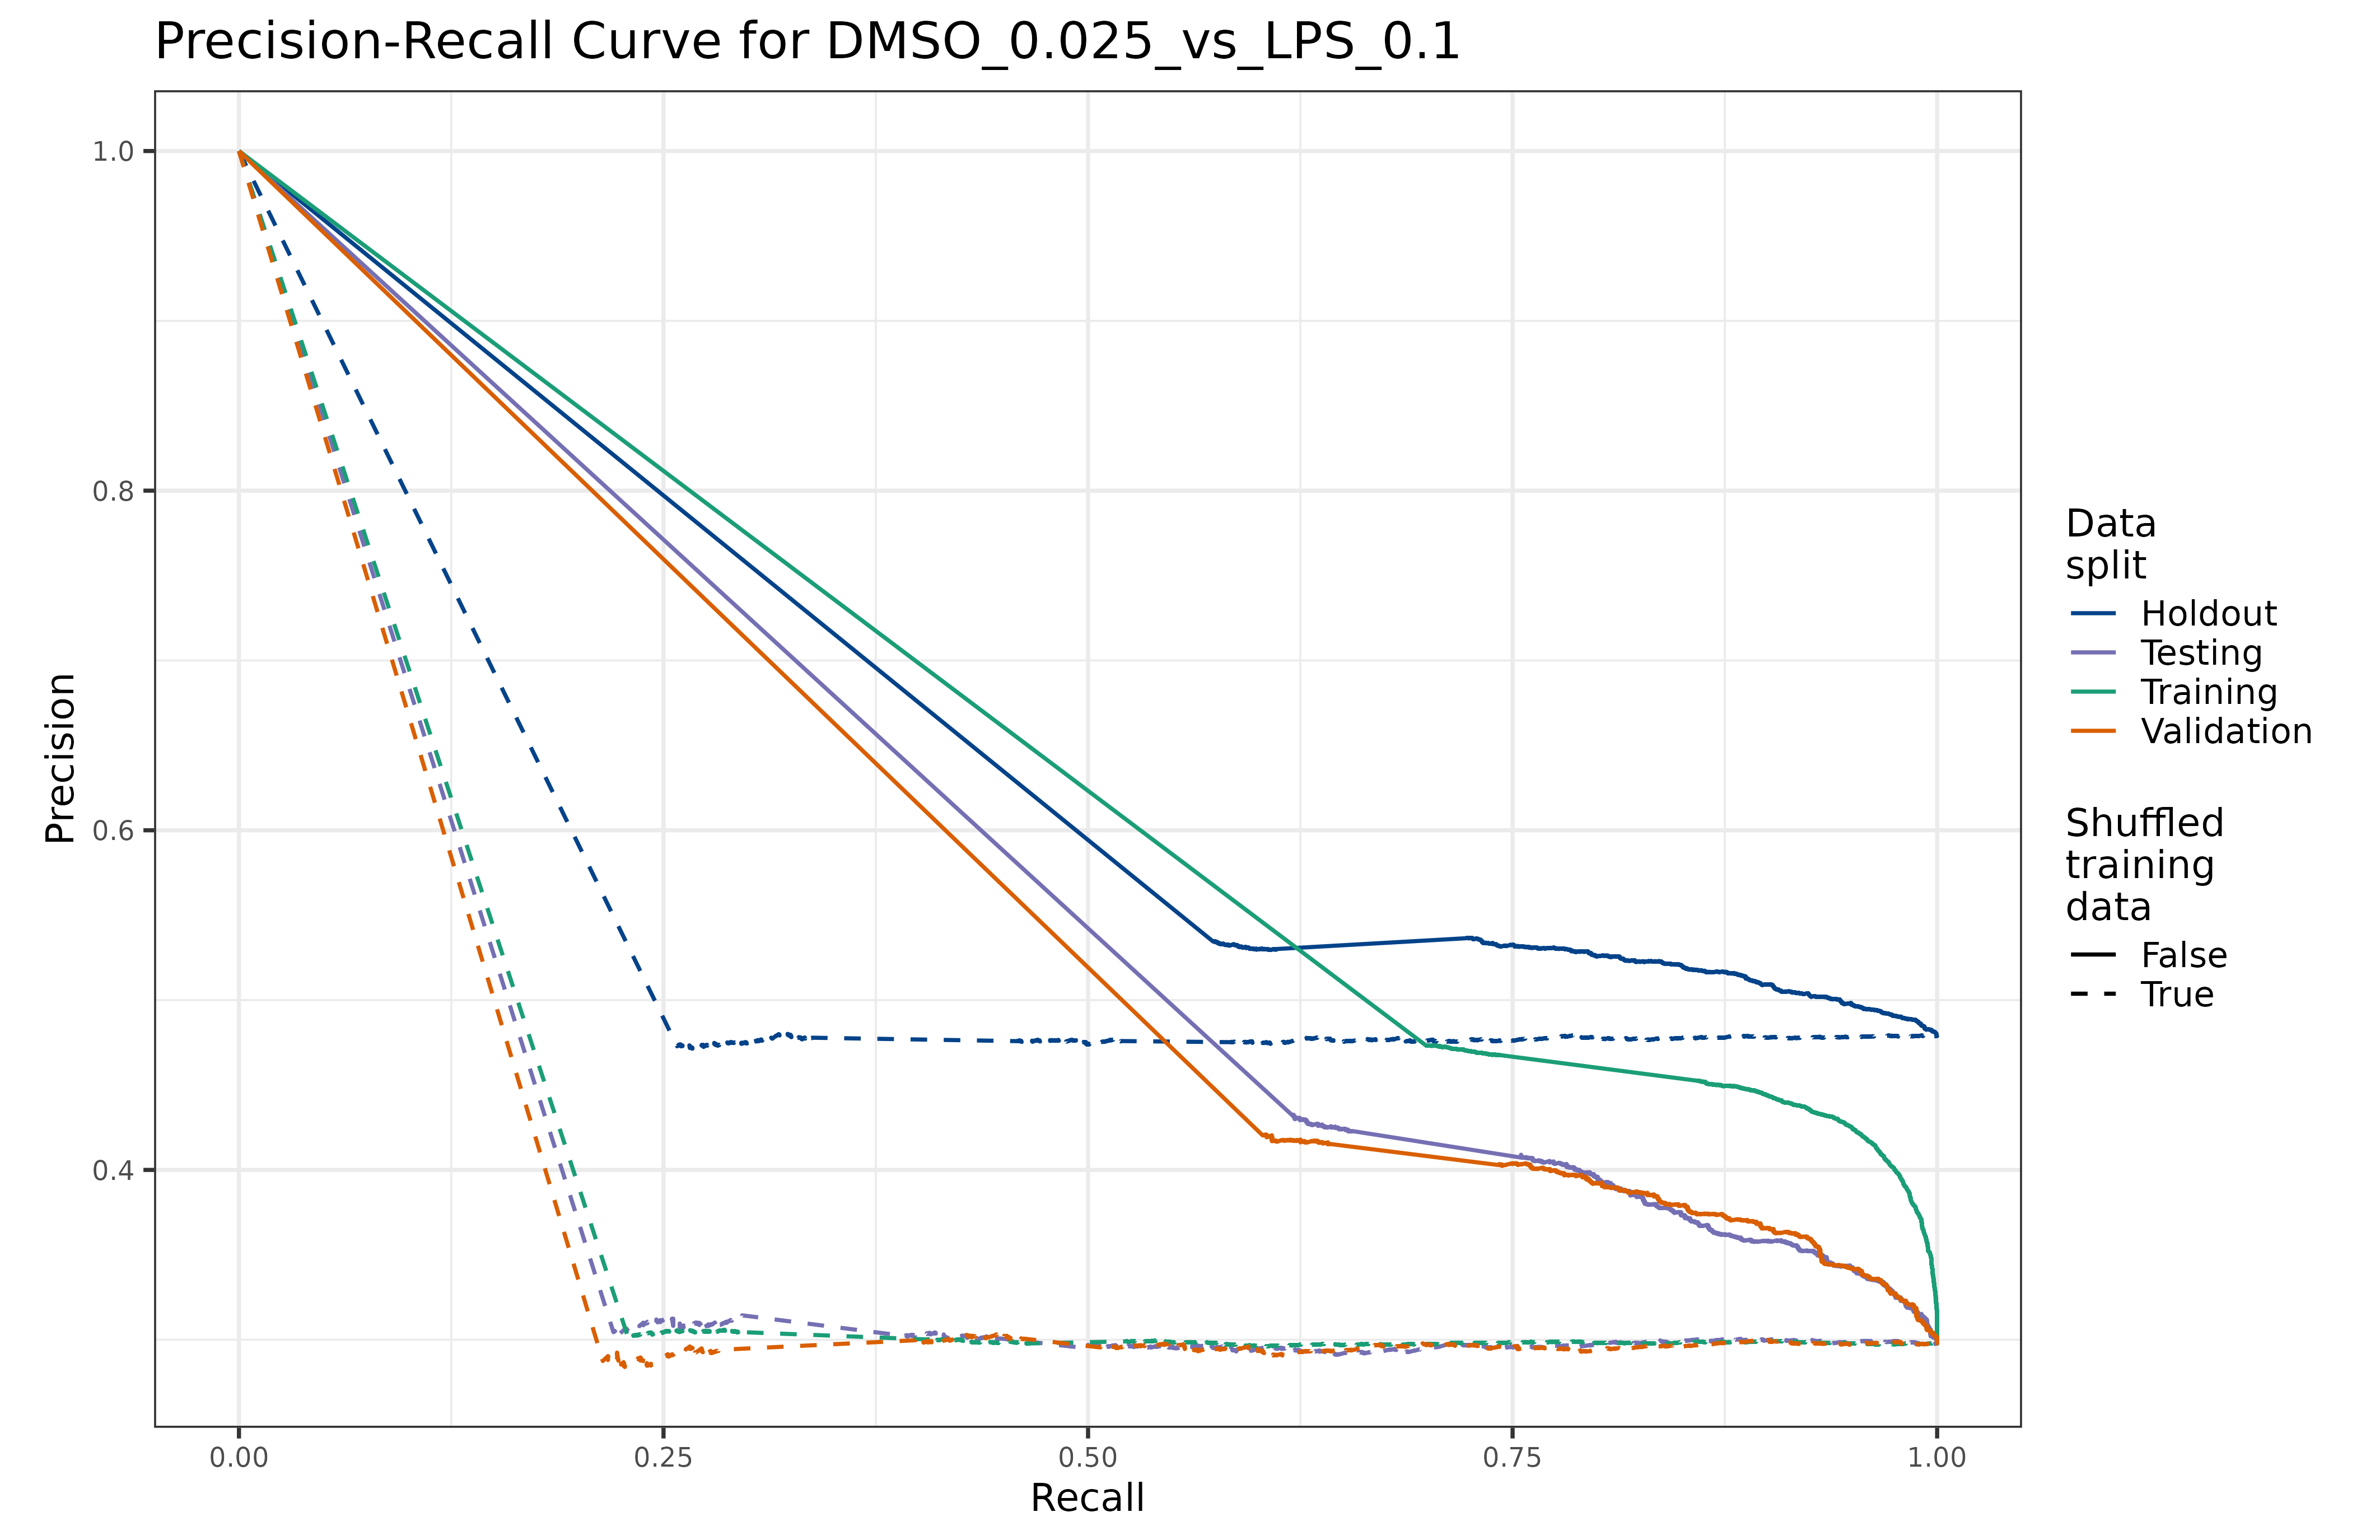 Precision-Recall Curve for DMSO_0.025_vs_LPS_0.1
Precision
1.0
0.8
0.6
0.4
0.00 0.25 0.50 0.75 1.00
Recall
Data
split
Holdout
Testing
Training
Validation
Shuffled
training
data
False
True